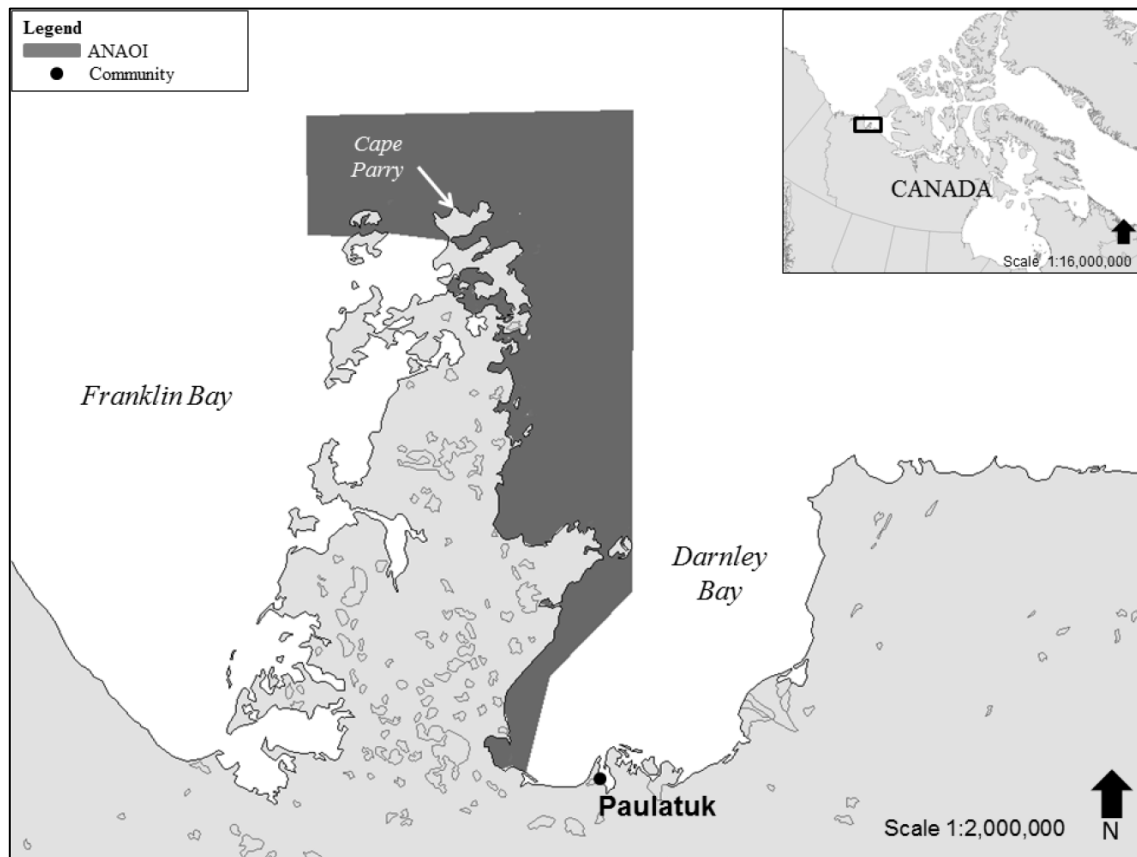 Legend
ANAOI
Community
Cape
Parry
CANADA
Scale 1:16,000,000
Franklin Bay
Darnley
Bay
Paulatuk
Scale 1:2,000,000
N